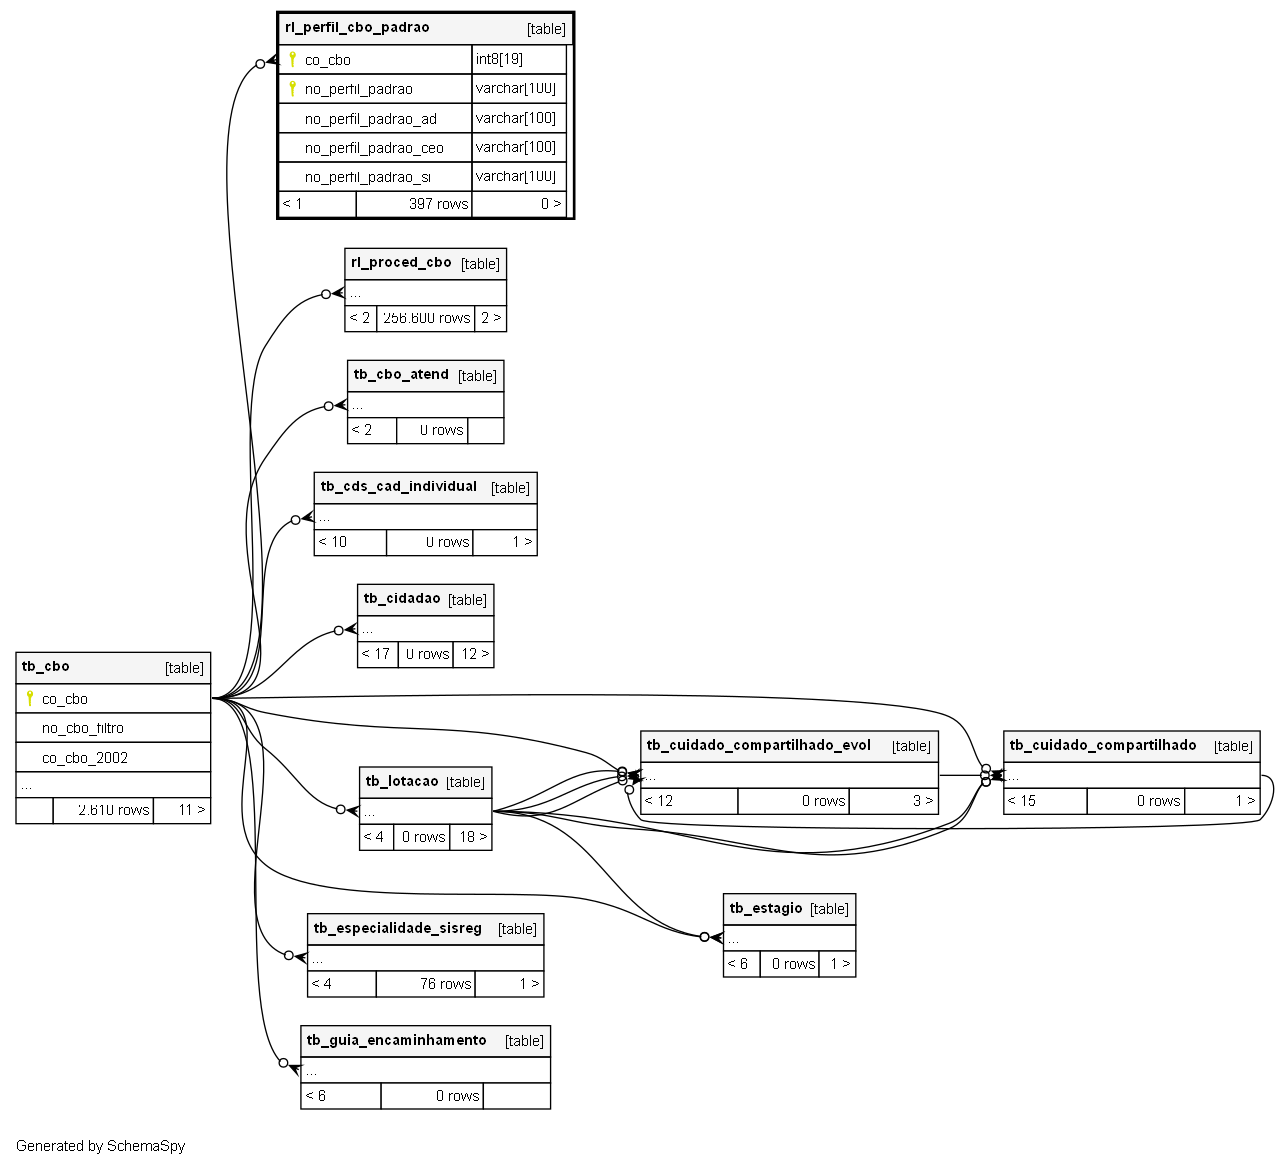 rl_perfil_cbo_padrao [table]
co_cbo int8[19]
no_perfil_padrao varchar[100]
no_perfil_padrao_ad varchar[100]
no_perfil_padrao_ceo varchar[100]
no_perfil_padrao_si varchar[100]
< 1 397 rows 0 >
rl_proced_cbo [table]
...
< 2 256.600 rows 2 >
tb_cbo_atend [table]
...
< 2 0 rows
tb_cds_cad_individual [table]
...
< 10 0 rows 1 >
tb_cidadao [table]
...
< 17 0 rows 12 >
tb_cbo [table]
co_cbo
no_cbo_filtro
co_cbo_2002
...
2.610 rows 11 >
tb_lotacao [table]
...
< 4 0 rows 18 >
tb_cuidado_compartilhado_evol [table]
...
< 12 0 rows 3 >
tb_cuidado_compartilhado [table]
...
< 15 0 rows 1 >
tb_estagio [table]
...
< 6 0 rows 1 >
tb_especialidade_sisreg [table]
...
< 4 76 rows 1 >
tb_guia_encaminhamento [table]
...
< 6 0 rows
Generated by SchemaSpy